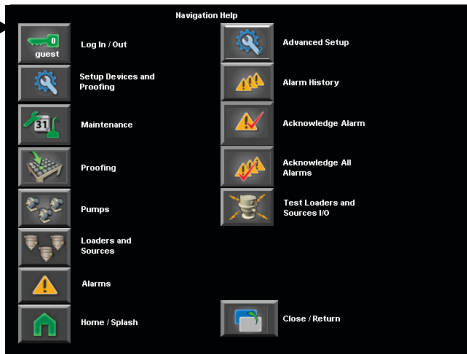 Navigation Help
0
guest
Log In / Out
Setup Devices and
Proofing
31
Maintenance
Proofing
Pumps
Loaders and
Sources
Alarms
Home / Splash
Advanced Setup
Alarm History
Acknowledge Alarm
Acknowledge All
Alarms
Test Loaders and
Sources I/O
Close / Return